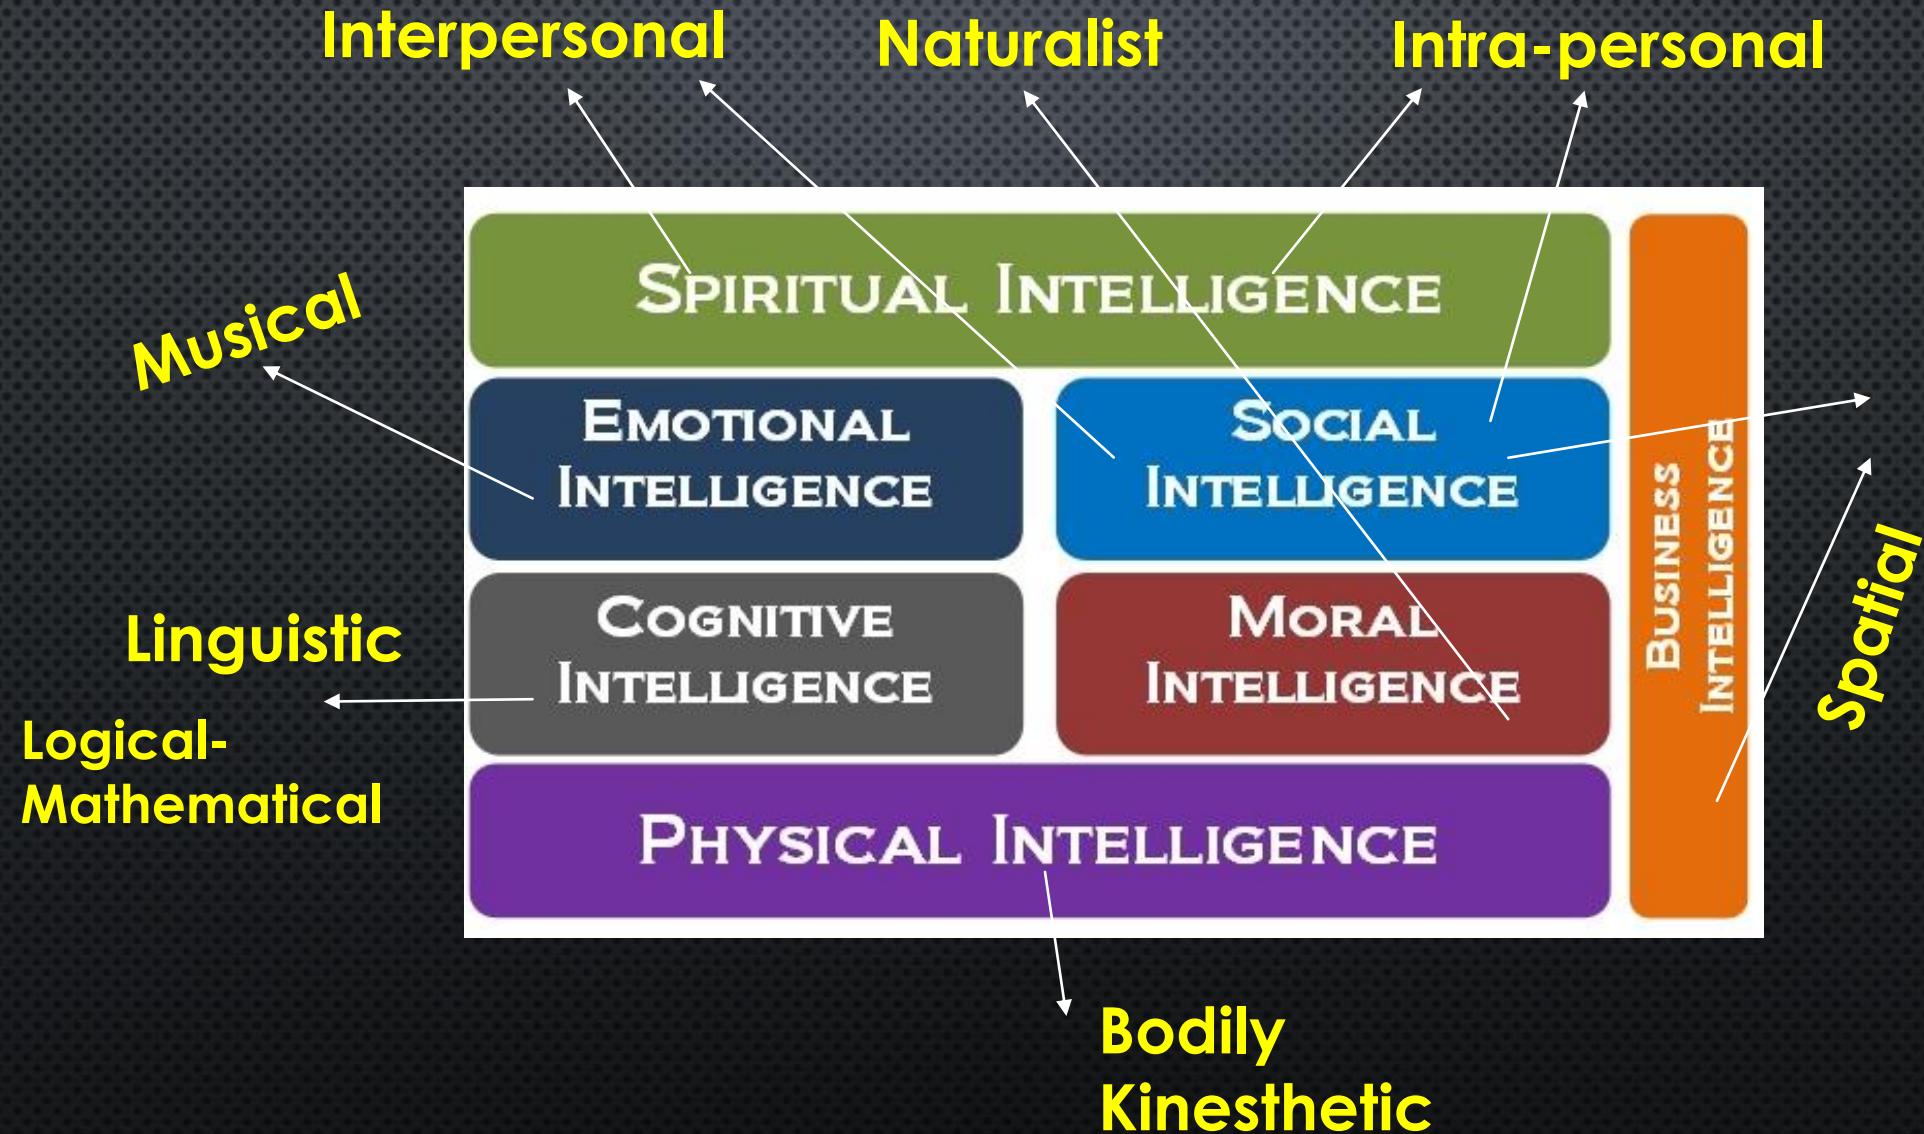 Interpersonal
Naturalist
Intra-personal
Musical
SPIRITUAL INTELLIGENCE
EMOTIONAL
INTELLIGENCE
SOCIAL
INTELLIGENCE
BUSINESS
INTELLIGENCE
Spatial
Linguistic
COGNITIVE
INTELLIGENCE
MORAL
INTELLIGENCE
Logical-
Mathematical
PHYSICAL INTELLIGENCE
Bodily
Kinesthetic